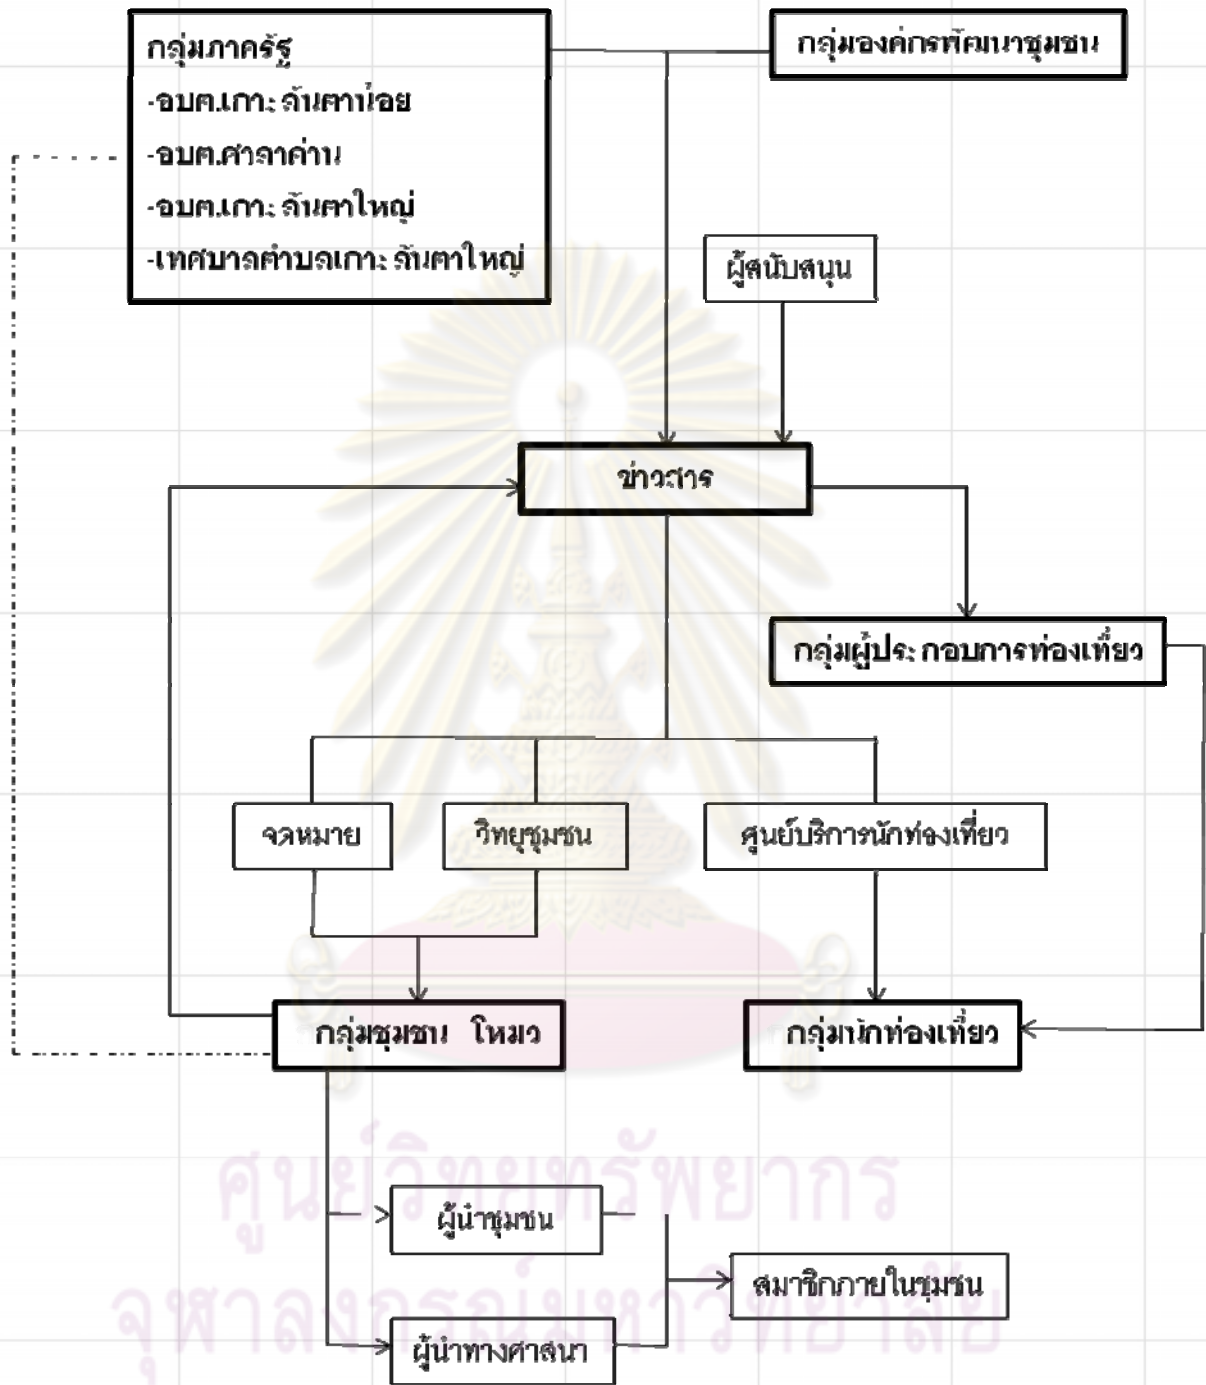 กลุ่มภาครัฐ
-อบต.เกาะลันตาน้อย
-อบต.ศาลาด่าน
-อบต.เกาะลันตาใหญ่
-เทศบาลตำบลเกาะลันตาใหญ่
กลุ่มองค์กรพัฒนาชุมชน
ผู้สนับสนุน
ข่าวสาร
กลุ่มผู้ประกอบการท่องเที่ยว
จดหมาย
วิทยุชุมชน
ศูนย์บริการนักท่องเที่ยว
กลุ่มชุมชน โหมว
กลุ่มนักท่องเที่ยว
ผู้นำชุมชน
สมาชิกภายในชุมชน
ผู้นำทางศาสนา
ศูนย์วิทยทรัพยากร
จุฬาลงกรณ์มหาวิทยาลัย